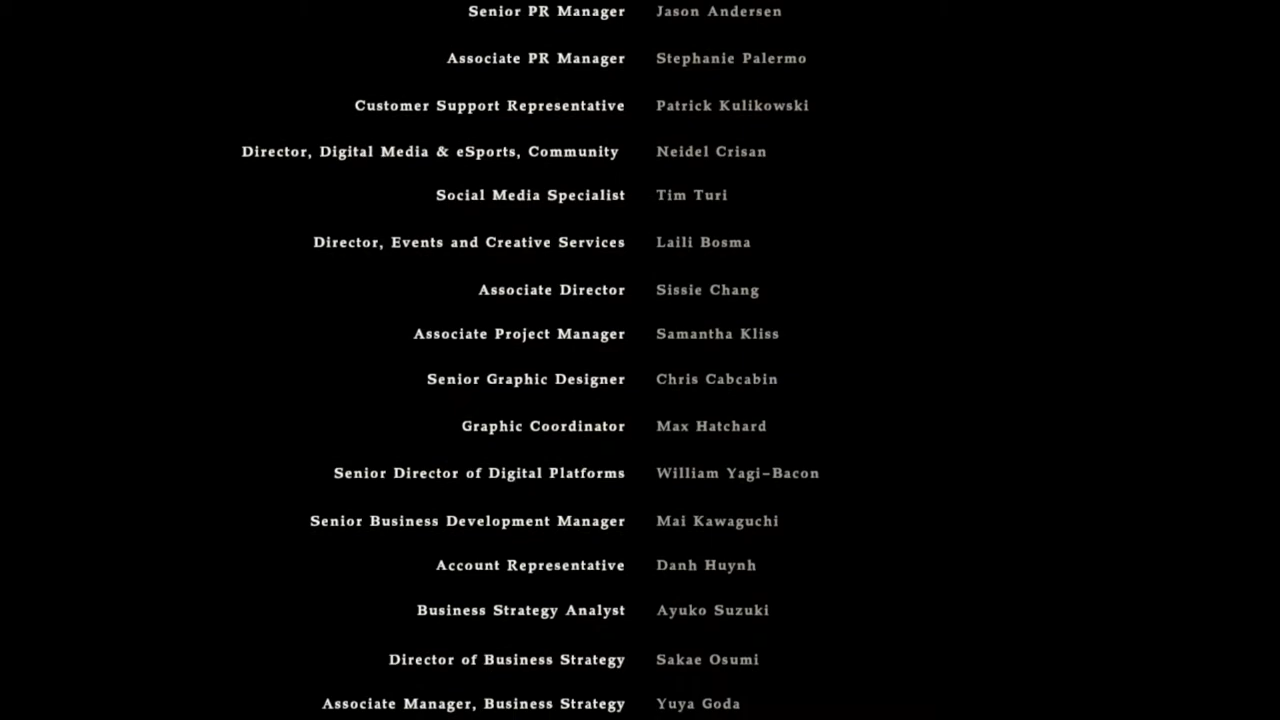 Senior PR Manager Jason Andersen
Associate PR Manager Stephanie Palermo
Customer Support Representative Patrick Kulikowski
Director, Digital Media & eSports, Community Neidel Crisan
Social Media Specialist Tim Turi
Director, Events and Creative Services Laili Bosma
Associate Director Sissie Chang
Associate Project Manager Samantha Kliss
Senior Graphic Designer Chris Cabcabin
Graphic Coordinator Max Hatchard
Senior Director of Digital Platforms William Yagi-Bacon
Senior Business Development Manager Mai Kawaguchi
Account Representative Danh Huynh
Business Strategy Analyst Ayuko Suzuki
Director of Business Strategy Sakae Osumi
Associate Manager, Business Strategy Yuya Goda